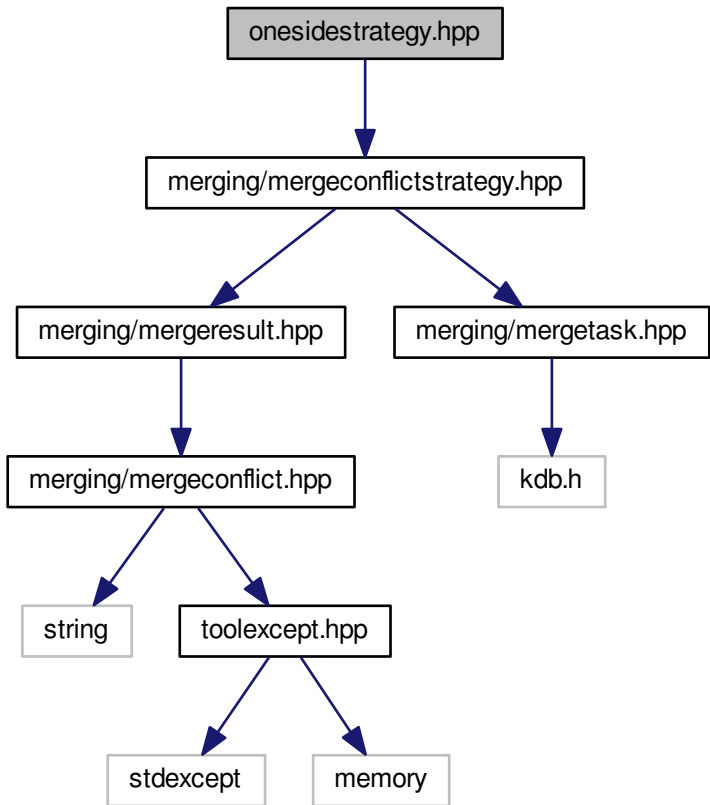 onesidestrategy.hpp
merging/mergeconflictstrategy.hpp
merging/mergeresult.hpp
merging/mergetask.hpp
merging/mergeconflict.hpp
kdb.h
string
toolexcept.hpp
stdexcept
memory